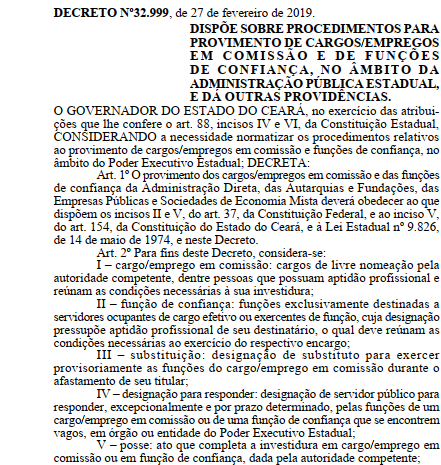 DECRETO Nº32.999, de 27 de fevereiro de 2019.
DISPÕE SOBRE PROCEDIMENTOS PARA
PROVIMENTO DE CARGOS/EMPREGOS
EM COMISSÃO E DE FUNÇÕES
DE CONFIANÇA, NO ÂMBITO DA
ADMINISTRAÇÃO PÚBLICA ESTADUAL,
E DÁ OUTRAS PROVIDÊNCIAS.
O GOVERNADOR DO ESTADO DO CEARÁ, no exercício das atribui-
ções que lhe confere o art. 88, incisos IV e VI, da Constituição Estadual,
CONSIDERANDO a necessidade normatizar os procedimentos relativos
ao provimento de cargos/empregos em comissão e funções de confiança, no
âmbito do Poder Executivo Estadual; DECRETA:
Art. 1º O provimento dos cargos/empregos em comissão e das funções
de confiança da Administração Direta, das Autarquias e Fundações, das
Empresas Públicas e Sociedades de Economia Mista deverá obedecer ao que
dispõem os incisos II e V, do art. 37, da Constituição Federal, e ao inciso V,
do art. 154, da Constituição do Estado do Ceará, e à Lei Estadual nº 9.826,
de 14 de maio de 1974, e neste Decreto.
Art. 2º Para fins deste Decreto, considera-se:
I – cargo/emprego em comissão: cargos de livre nomeação pela
autoridade competente, dentre pessoas que possuam aptidão profissional e
reúnam as condições necessárias à sua investidura;
II – função de confiança: funções exclusivamente destinadas a
servidores ocupantes de cargo efetivo ou exercentes de função, cuja designação
pressupõe aptidão profissional de seu destinatário, o qual deve reúnam as
condições necessárias ao exercício do respectivo encargo;
III – substituição: designação de substituto para exercer
provisoriamente as funções do cargo/emprego em comissão durante o
afastamento de seu titular;
IV – designação para responder: designação de servidor público para
responder, excepcionalmente e por prazo determinado, pelas funções de um
cargo/emprego em comissão ou de uma função de confiança que se encontrem
vagos, em órgão ou entidade do Poder Executivo Estadual;
V – posse: ato que completa a investidura em cargo/emprego em
comissão ou em função de confiança, dada pela autoridade competente;